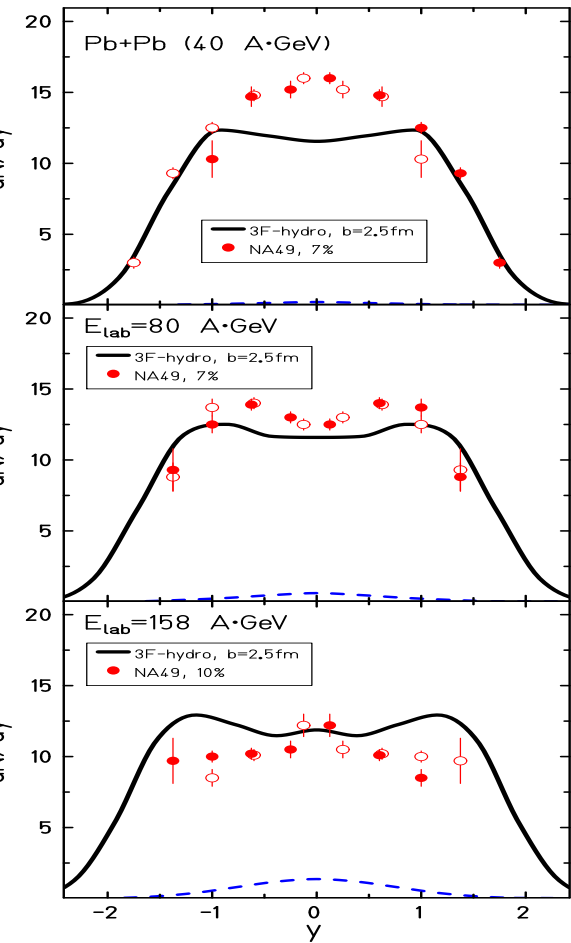 20
Pb+Pb (40 A·GeV)
15
10
5
3F-hydro, b=2.5fm
NA49, 7%
20
E_lab=80 A·GeV
3F-hydro, b=2.5fm
NA49, 7%
15
10
5
20
E_lab=158 A·GeV
3F-hydro, b=2.5fm
NA49, 10%
15
10
5
-2 -1 0 1 2
y